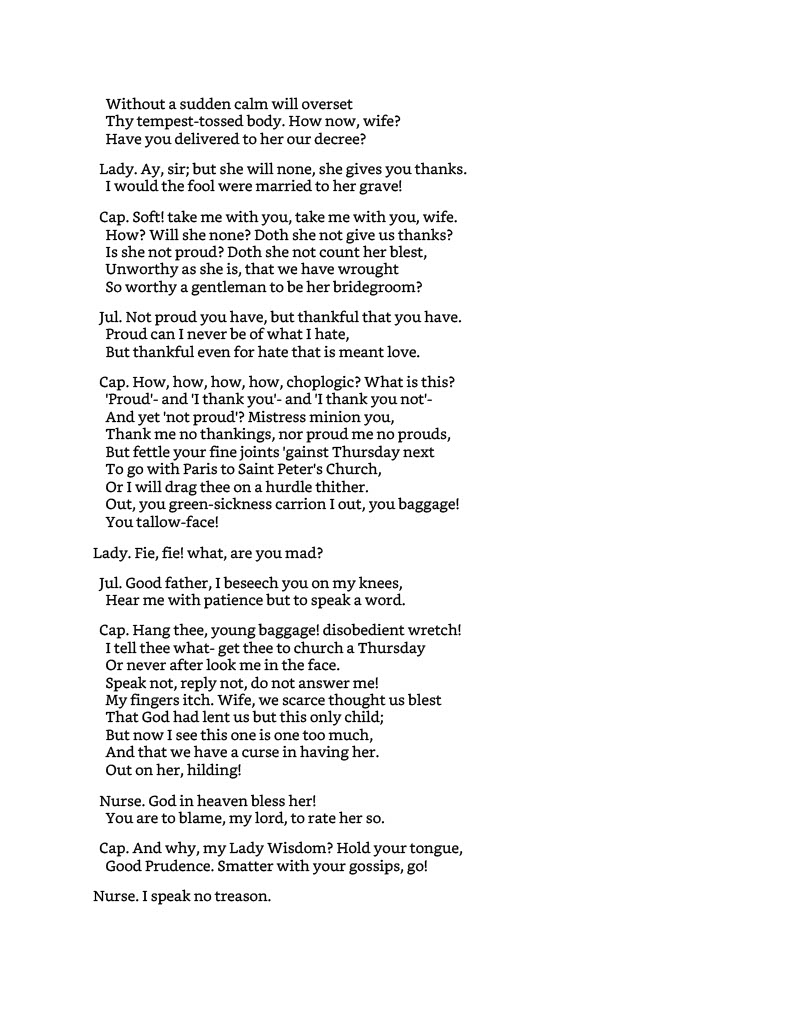 Without a sudden calm will overset
Thy tempest-tossed body. How now, wife?
Have you delivered to her our decree?
Lady. Ay, sir; but she will none, she gives you thanks.
I would the fool were married to her grave!
Cap. Soft! take me with you, take me with you, wife.
How? Will she none? Doth she not give us thanks?
Is she not proud? Doth she not count her blest,
Unworthy as she is, that we have wrought
So worthy a gentleman to be her bridegroom?
Jul. Not proud you have, but thankful that you have.
Proud can I never be of what I hate,
But thankful even for hate that is meant love.
Cap. How, how, how, how, choplogic? What is this?
'Proud'- and 'I thank you'- and 'I thank you not'-
And yet 'not proud'? Mistress minion you,
Thank me no thankings, nor proud me no prouds,
But fettle your fine joints 'gainst Thursday next
To go with Paris to Saint Peter's Church,
Or I will drag thee on a hurdle thither.
Out, you green-sickness carrion I out, you baggage!
You tallow-face!
Lady. Fie, fie! what, are you mad?
Jul. Good father, I beseech you on my knees,
Hear me with patience but to speak a word.
Cap. Hang thee, young baggage! disobedient wretch!
I tell thee what- get thee to church a Thursday
Or never after look me in the face.
Speak not, reply not, do not answer me!
My fingers itch. Wife, we scarce thought us blest
That God had lent us but this only child;
But now I see this one is one too much,
And that we have a curse in having her.
Out on her, hilding!
Nurse. God in heaven bless her!
You are to blame, my lord, to rate her so.
Cap. And why, my Lady Wisdom? Hold your tongue,
Good Prudence. Smatter with your gossips, go!
Nurse. I speak no treason.